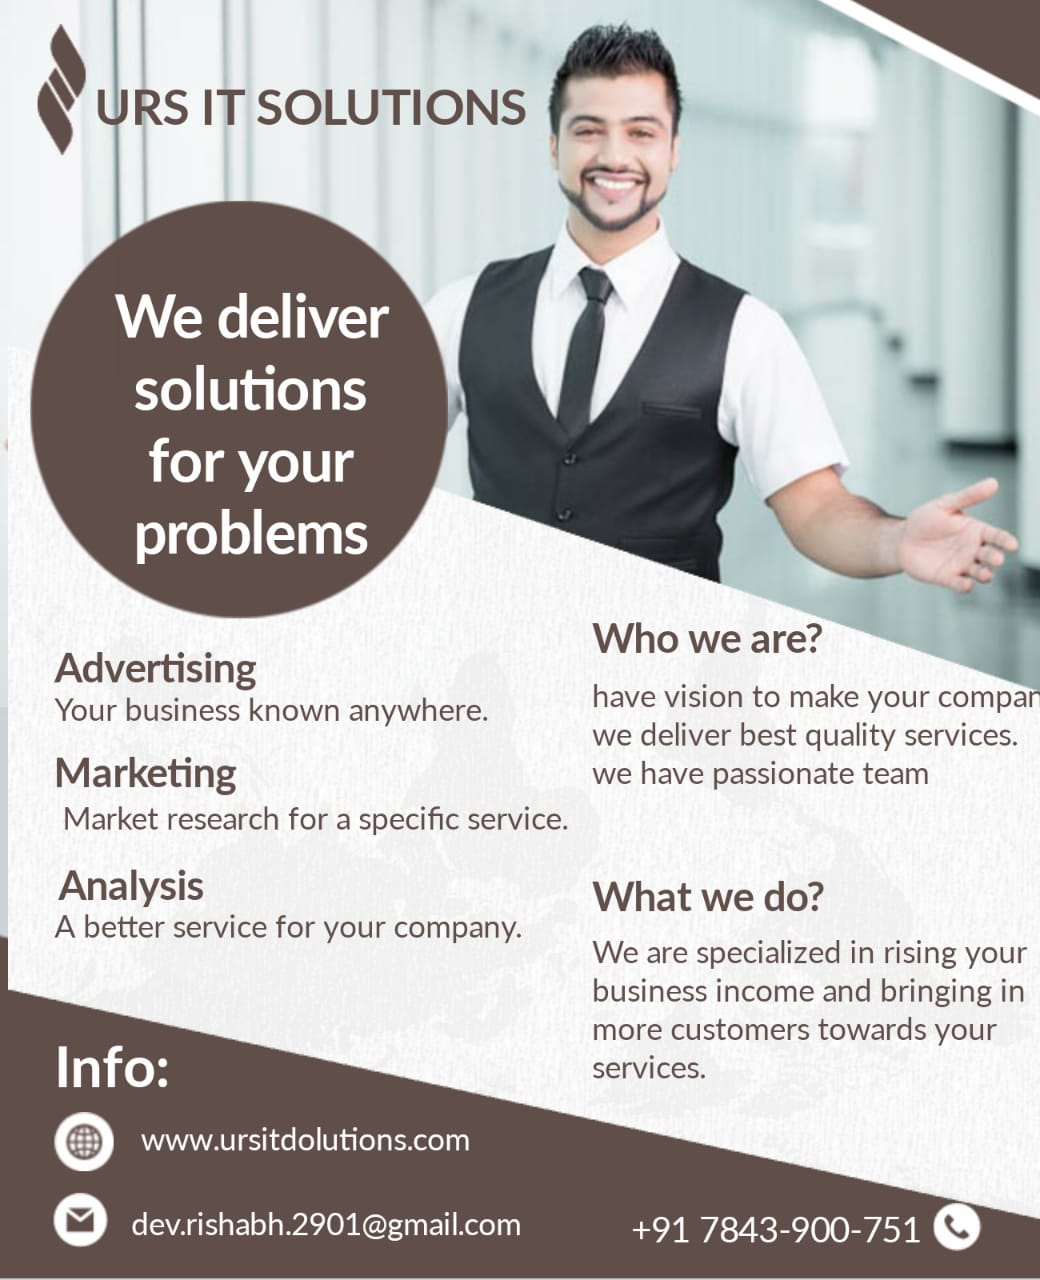 URS IT SOLUTIONS
We deliver
solutions
for your
problems
Advertising
Your business known anywhere.
Marketing
Market research for a specific service.
Analysis
A better service for your company.
Who we are?
have vision to make your compan
we deliver best quality services.
we have passionate team
What we do?
We are specialized in rising your
business income and bringing in
more customers towards your
services.
Info:
www.ursitdolutions.com
dev.rishabh.2901@gmail.com
+91 7843-900-751